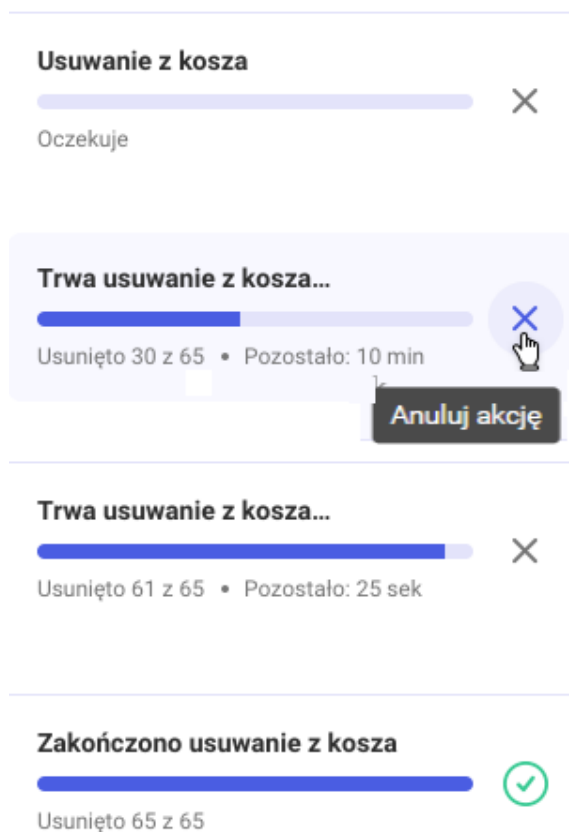 Usuwanie z kosza
Oczekuje
Trwa usuwanie z kosza...
Usunięto 30 z 65 • Pozostało: 10 min
Anuluj akcję
Trwa usuwanie z kosza...
Usunięto 61 z 65 • Pozostało: 25 sek
Zakończono usuwanie z kosza
Usunięto 65 z 65